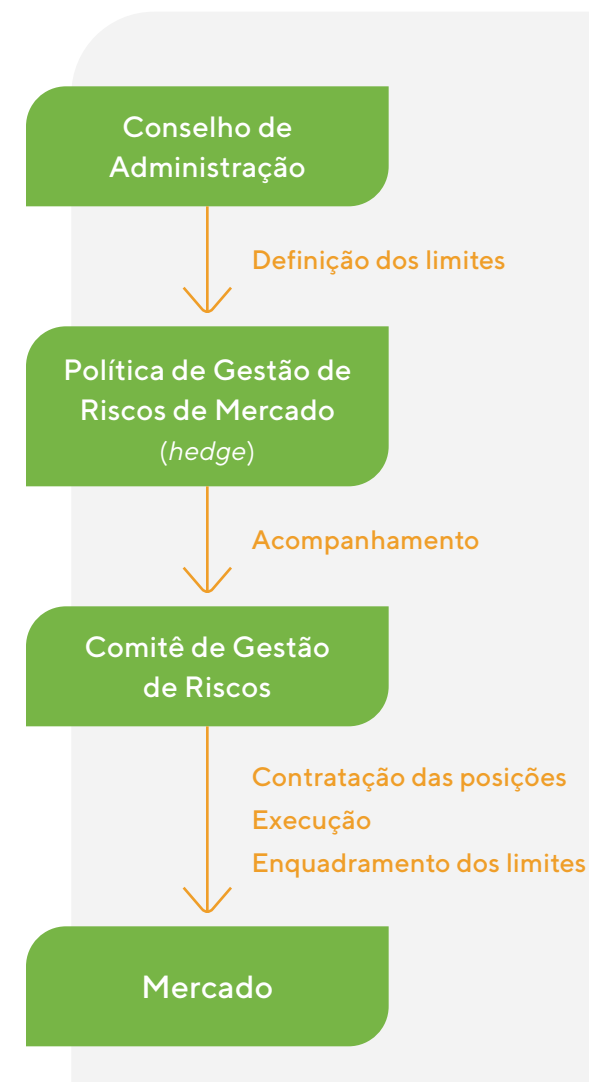 Conselho de
Administração
Definição dos limites
Política de Gestão de
Riscos de Mercado
(hedge)
Acompanhamento
Comitê de Gestão
de Riscos
Contratação das posições
Execução
Enquadramento dos limites
Mercado